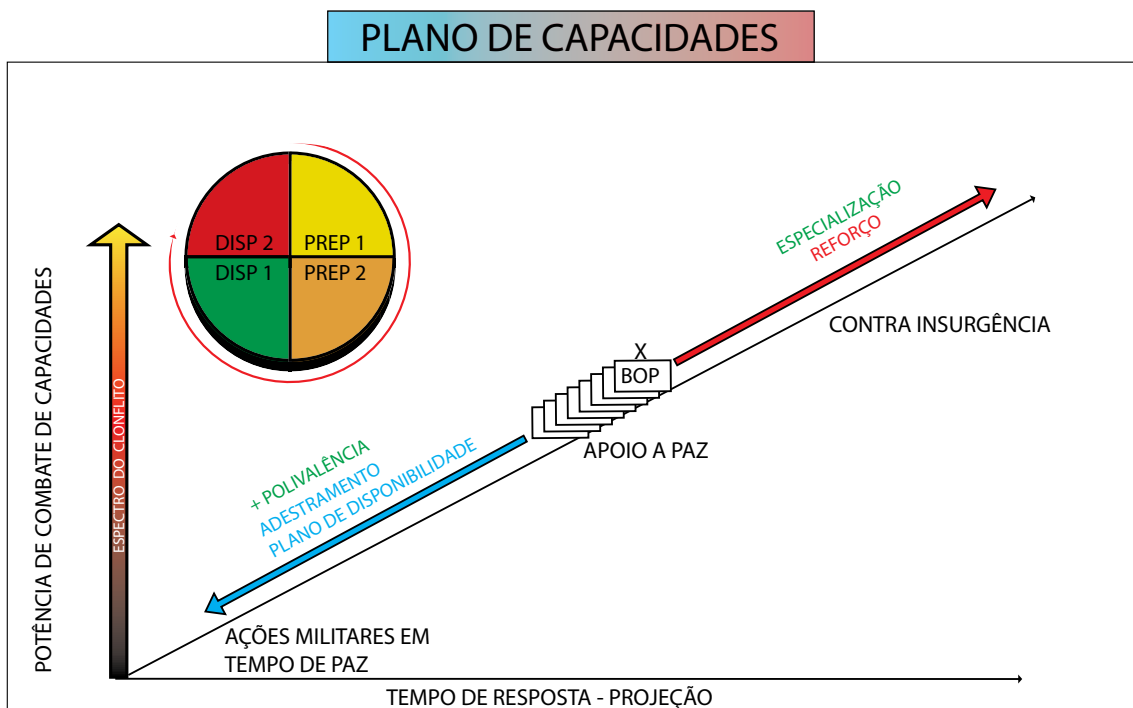 PLANO DE CAPACIDADES
POTÊNCIA DE COMBATE DE CAPACIDADES
ESPECTRO DO CLONFLITO
DISP 2
PREP 1
DISP 1
PREP 2
ESPECIALIZAÇÃO
REFORÇO
CONTRA INSURGÊNCIA
X
BOP
APOIO A PAZ
+ POLIVALÊNCIA
ADESTRAMENTO
PLANO DE DISPONIBILIDADE
AÇÕES MILITARES EM
TEMPO DE PAZ
TEMPO DE RESPOSTA - PROJEÇÃO